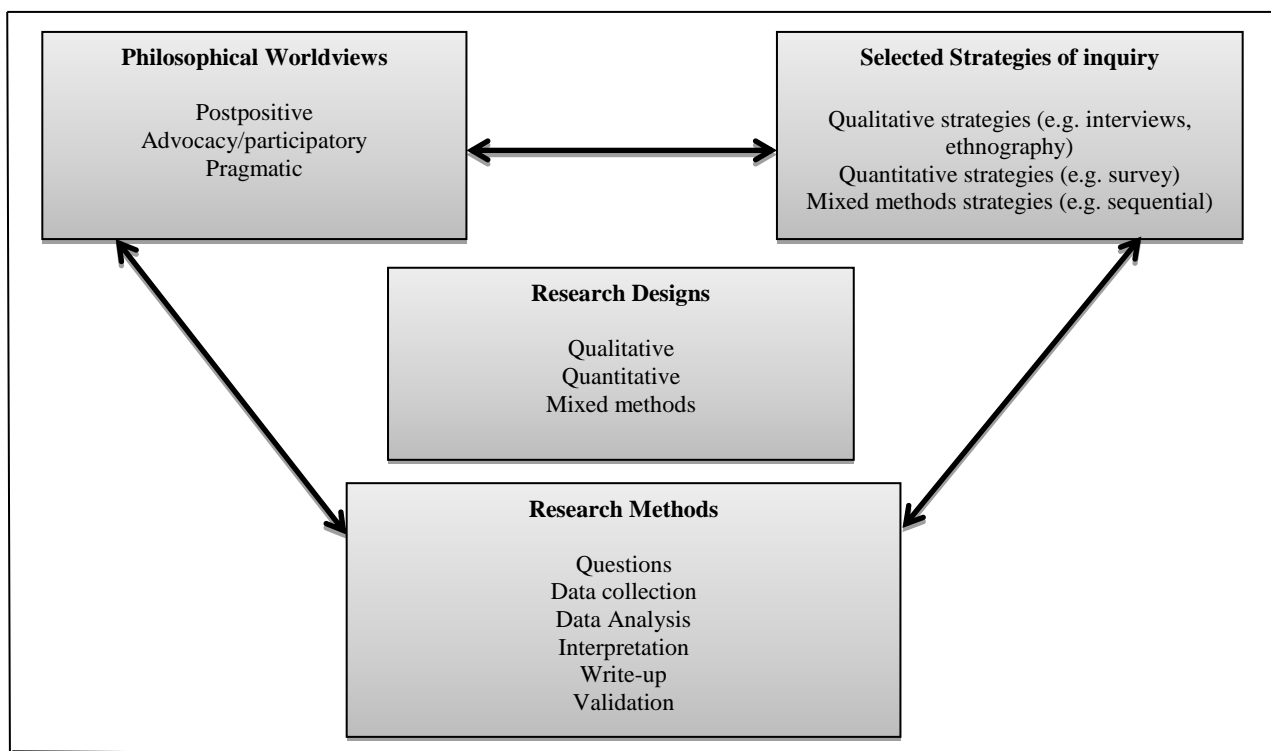 Philosophical Worldviews
Postpositive
Advocacy/participatory
Pragmatic
Selected Strategies of inquiry
Qualitative strategies (e.g. interviews,
ethnography)
Quantitative strategies (e.g. survey)
Mixed methods strategies (e.g. sequential)
Research Designs
Qualitative
Quantitative
Mixed methods
Research Methods
Questions
Data collection
Data Analysis
Interpretation
Write-up
Validation